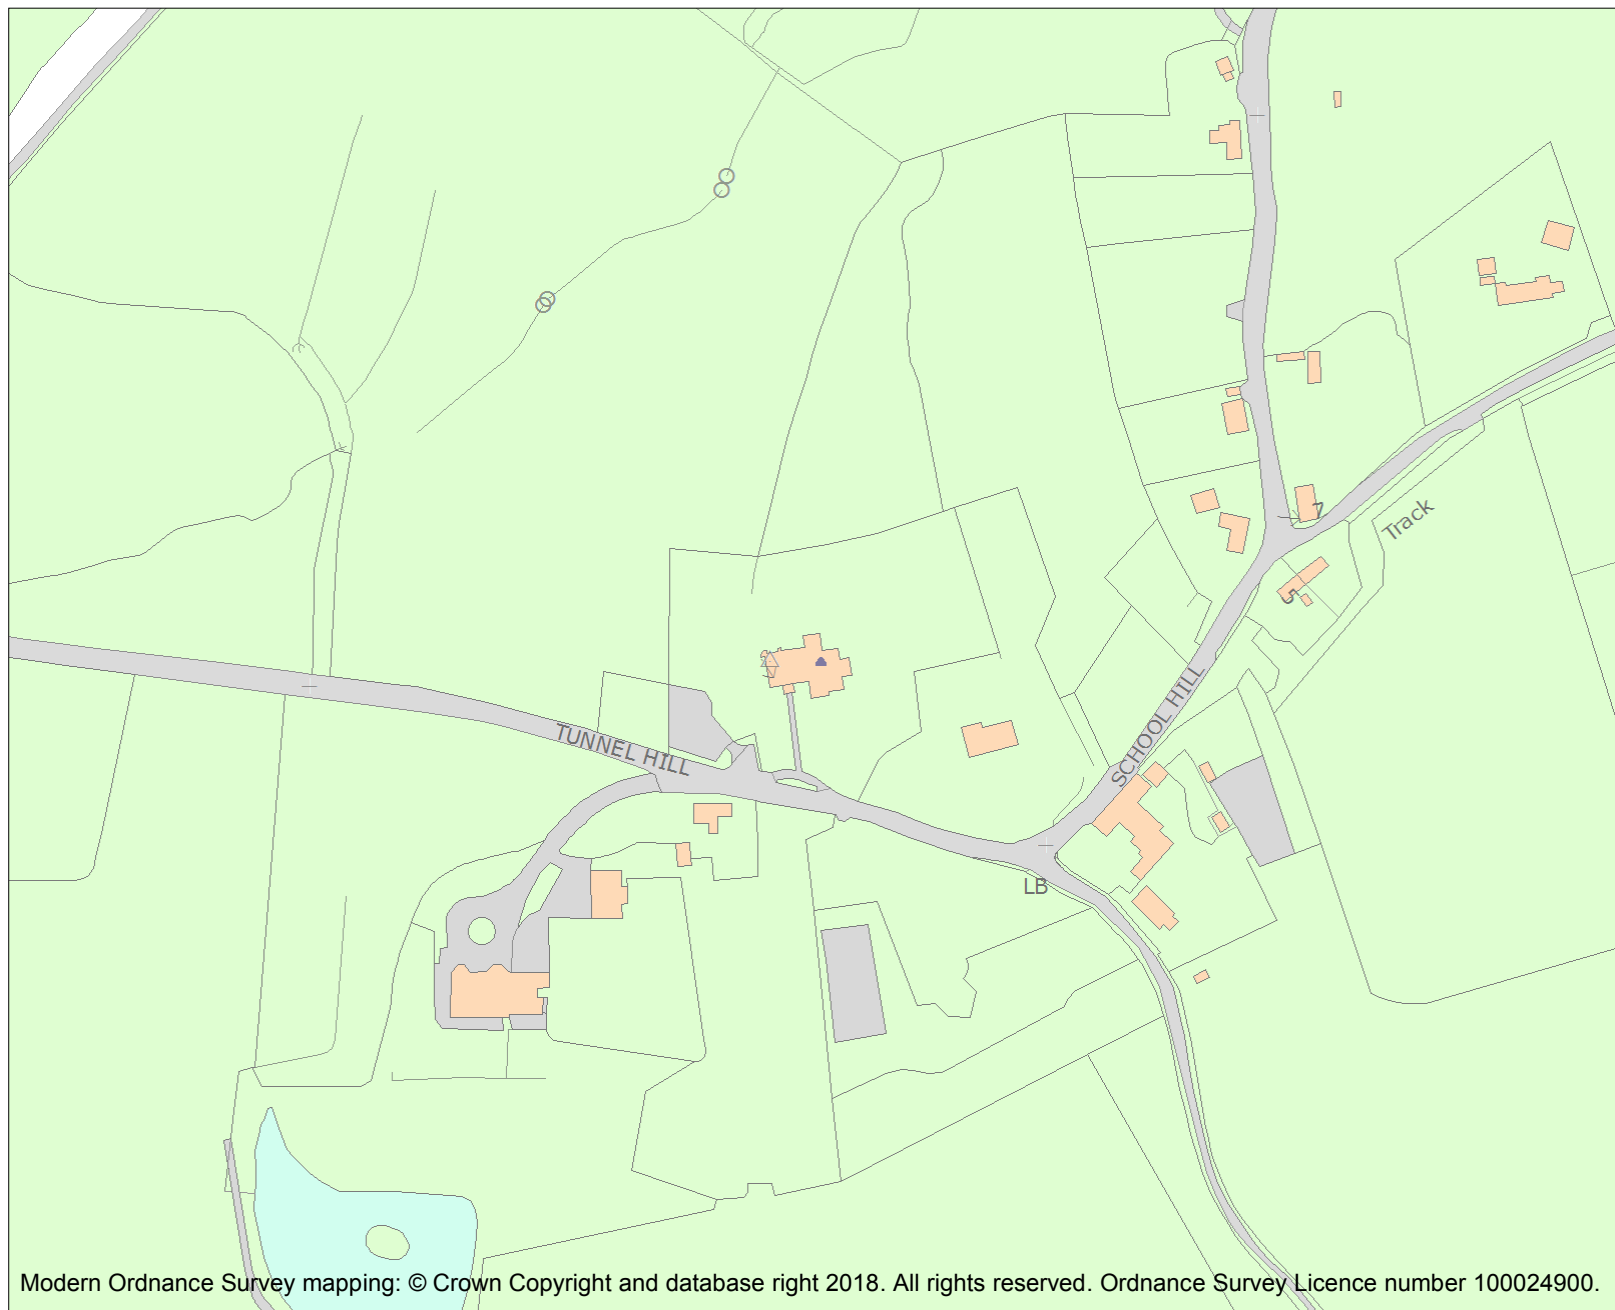 7
Track
5
TUNNEL HILL
SCHOOL HILL
LB
Modern Ordnance Survey mapping: © Crown Copyright and database right 2018. All rights reserved. Ordnance Survey Licence number 100024900.